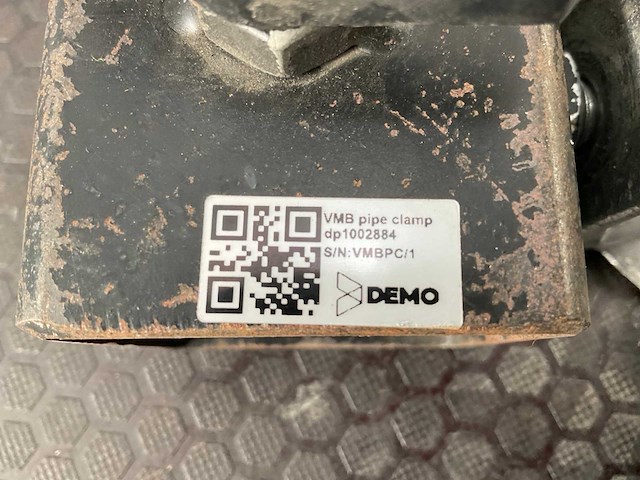 VMB pipe clamp
dp1002884
S/N:VMBPC/1
DEMO